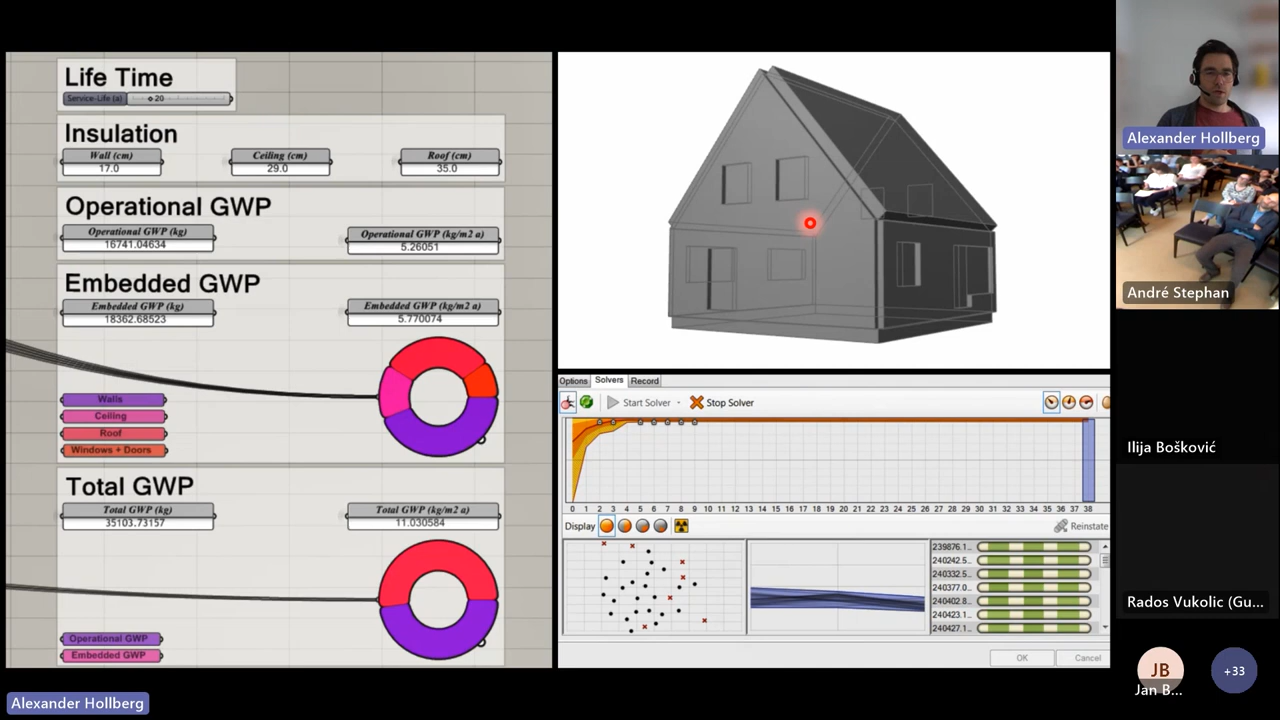 Life Time
Service-Life (a) 20
Insulation
Wall (cm) Ceiling (cm) Roof (cm)
17.0 29.0 35.0
Operational GWP
Operational GWP (kg) Operational GWP (kg/m2 a)
16741.04634 5.26051
Embedded GWP
Embedded GWP (kg) Embedded GWP (kg/m2 a)
18362.68523 5.770074
Walls
Ceiling
Roof
Windows + Doors
Total GWP
Total GWP (kg) Total GWP (kg/m2 a)
35103.73157 11.030584
Operational GWP
Embedded GWP
Alexander Hollberg
Options Solvers Record
Start Solver Stop Solver
0 1 2 3 4 5 6 7 8 9 10 11 12 13 14 15 16 17 18 19 20 21 22 23 24 25 26 27 28 29 30 31 32 33 34 35 36 37 38
Display Reinstate
239876.1...
240242.5...
240332.5...
240377.0...
240402.8...
240423.1...
240427.1...
OK Cancel
Alexander Hollberg
André Stephan
Ilija Bošković
Rados Vukolic (Gu...
JB +33
Jan B...